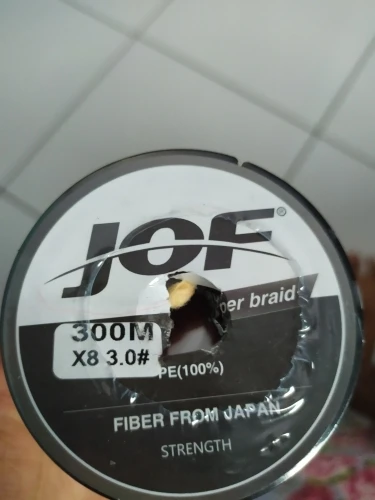 JOF®
per braid
300M
X8 3.0#
PE(100%)
FIBER FROM JAPAN
STRENGTH